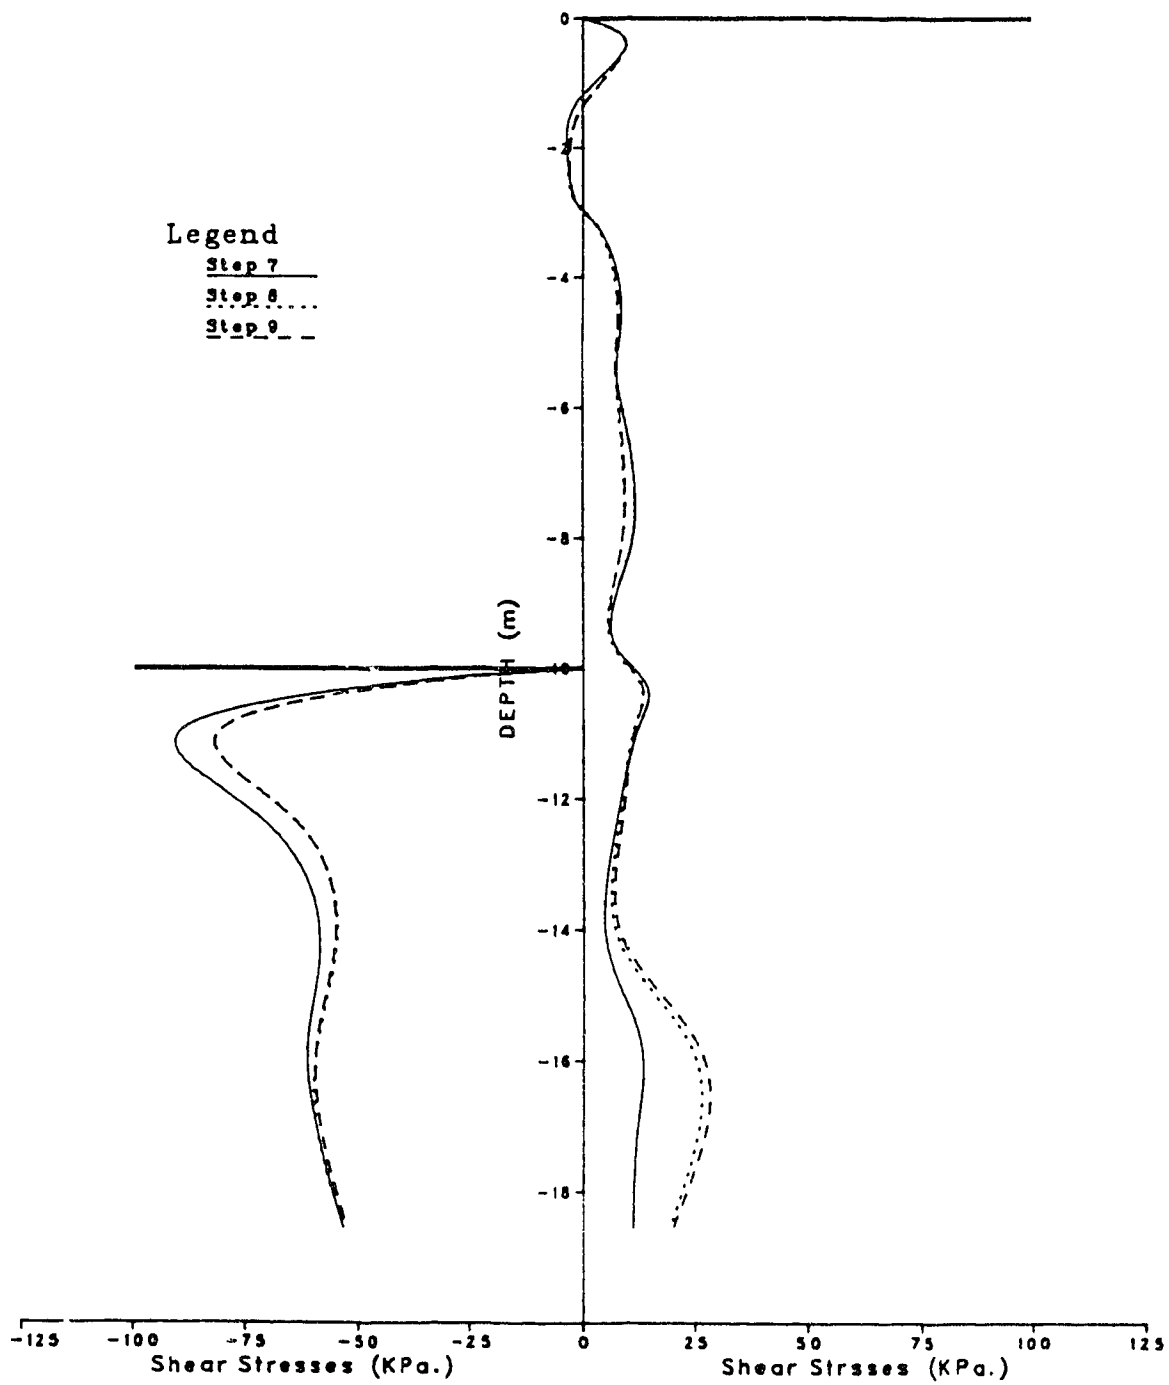 0
-2
Legend
Step 7
Step 8
Step 9
-4
-6
-8
DEPTH (m)
-10
-12
-14
-16
-18
-125 -100 -75 -50 -25 0 25 50 75 100 125
Shear Stresses (KPa.) Shear Strsses (KPa.)